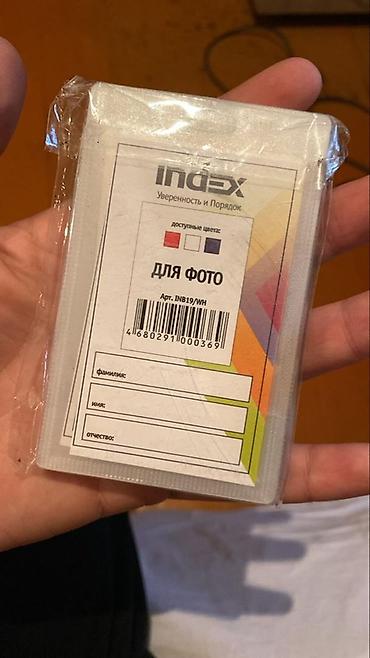 index
Уверенность и Порядок
доступные цвета:
ДЛЯ ФОТО
Арт. INB19/WH
4 680291 000369
фамилия:
имя:
отчество: